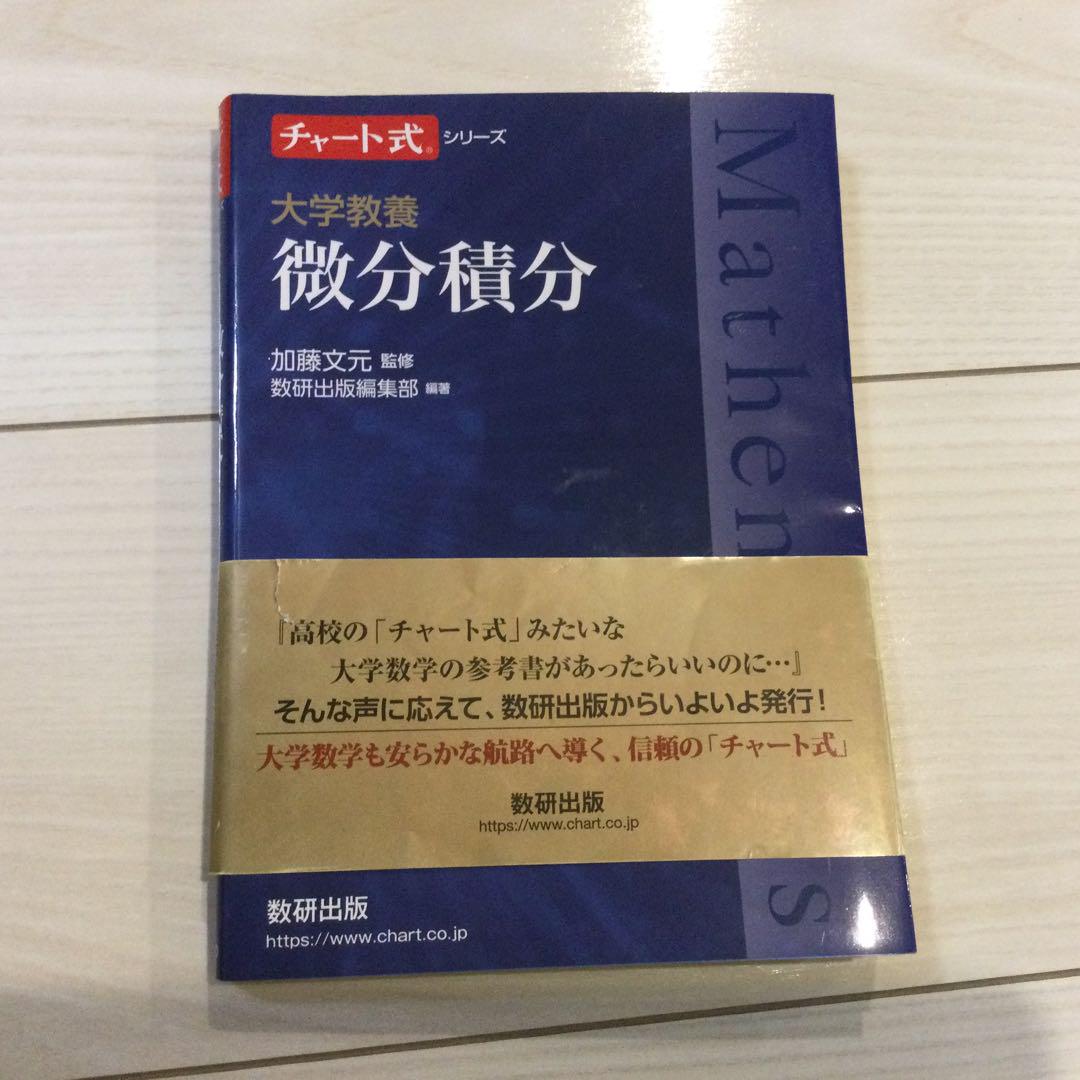 チャート式® シリーズ
大学教養
微分積分
加藤文元 監修
数研出版編集部 編著
『高校の「チャート式」みたいな
大学数学の参考書があったらいいのに…』
そんな声に応えて、数研出版からいよいよ発行!
大学数学も安らかな航路へ導く、信頼の「チャート式」
数研出版
https://www.chart.co.jp
数研出版
https://www.chart.co.jp